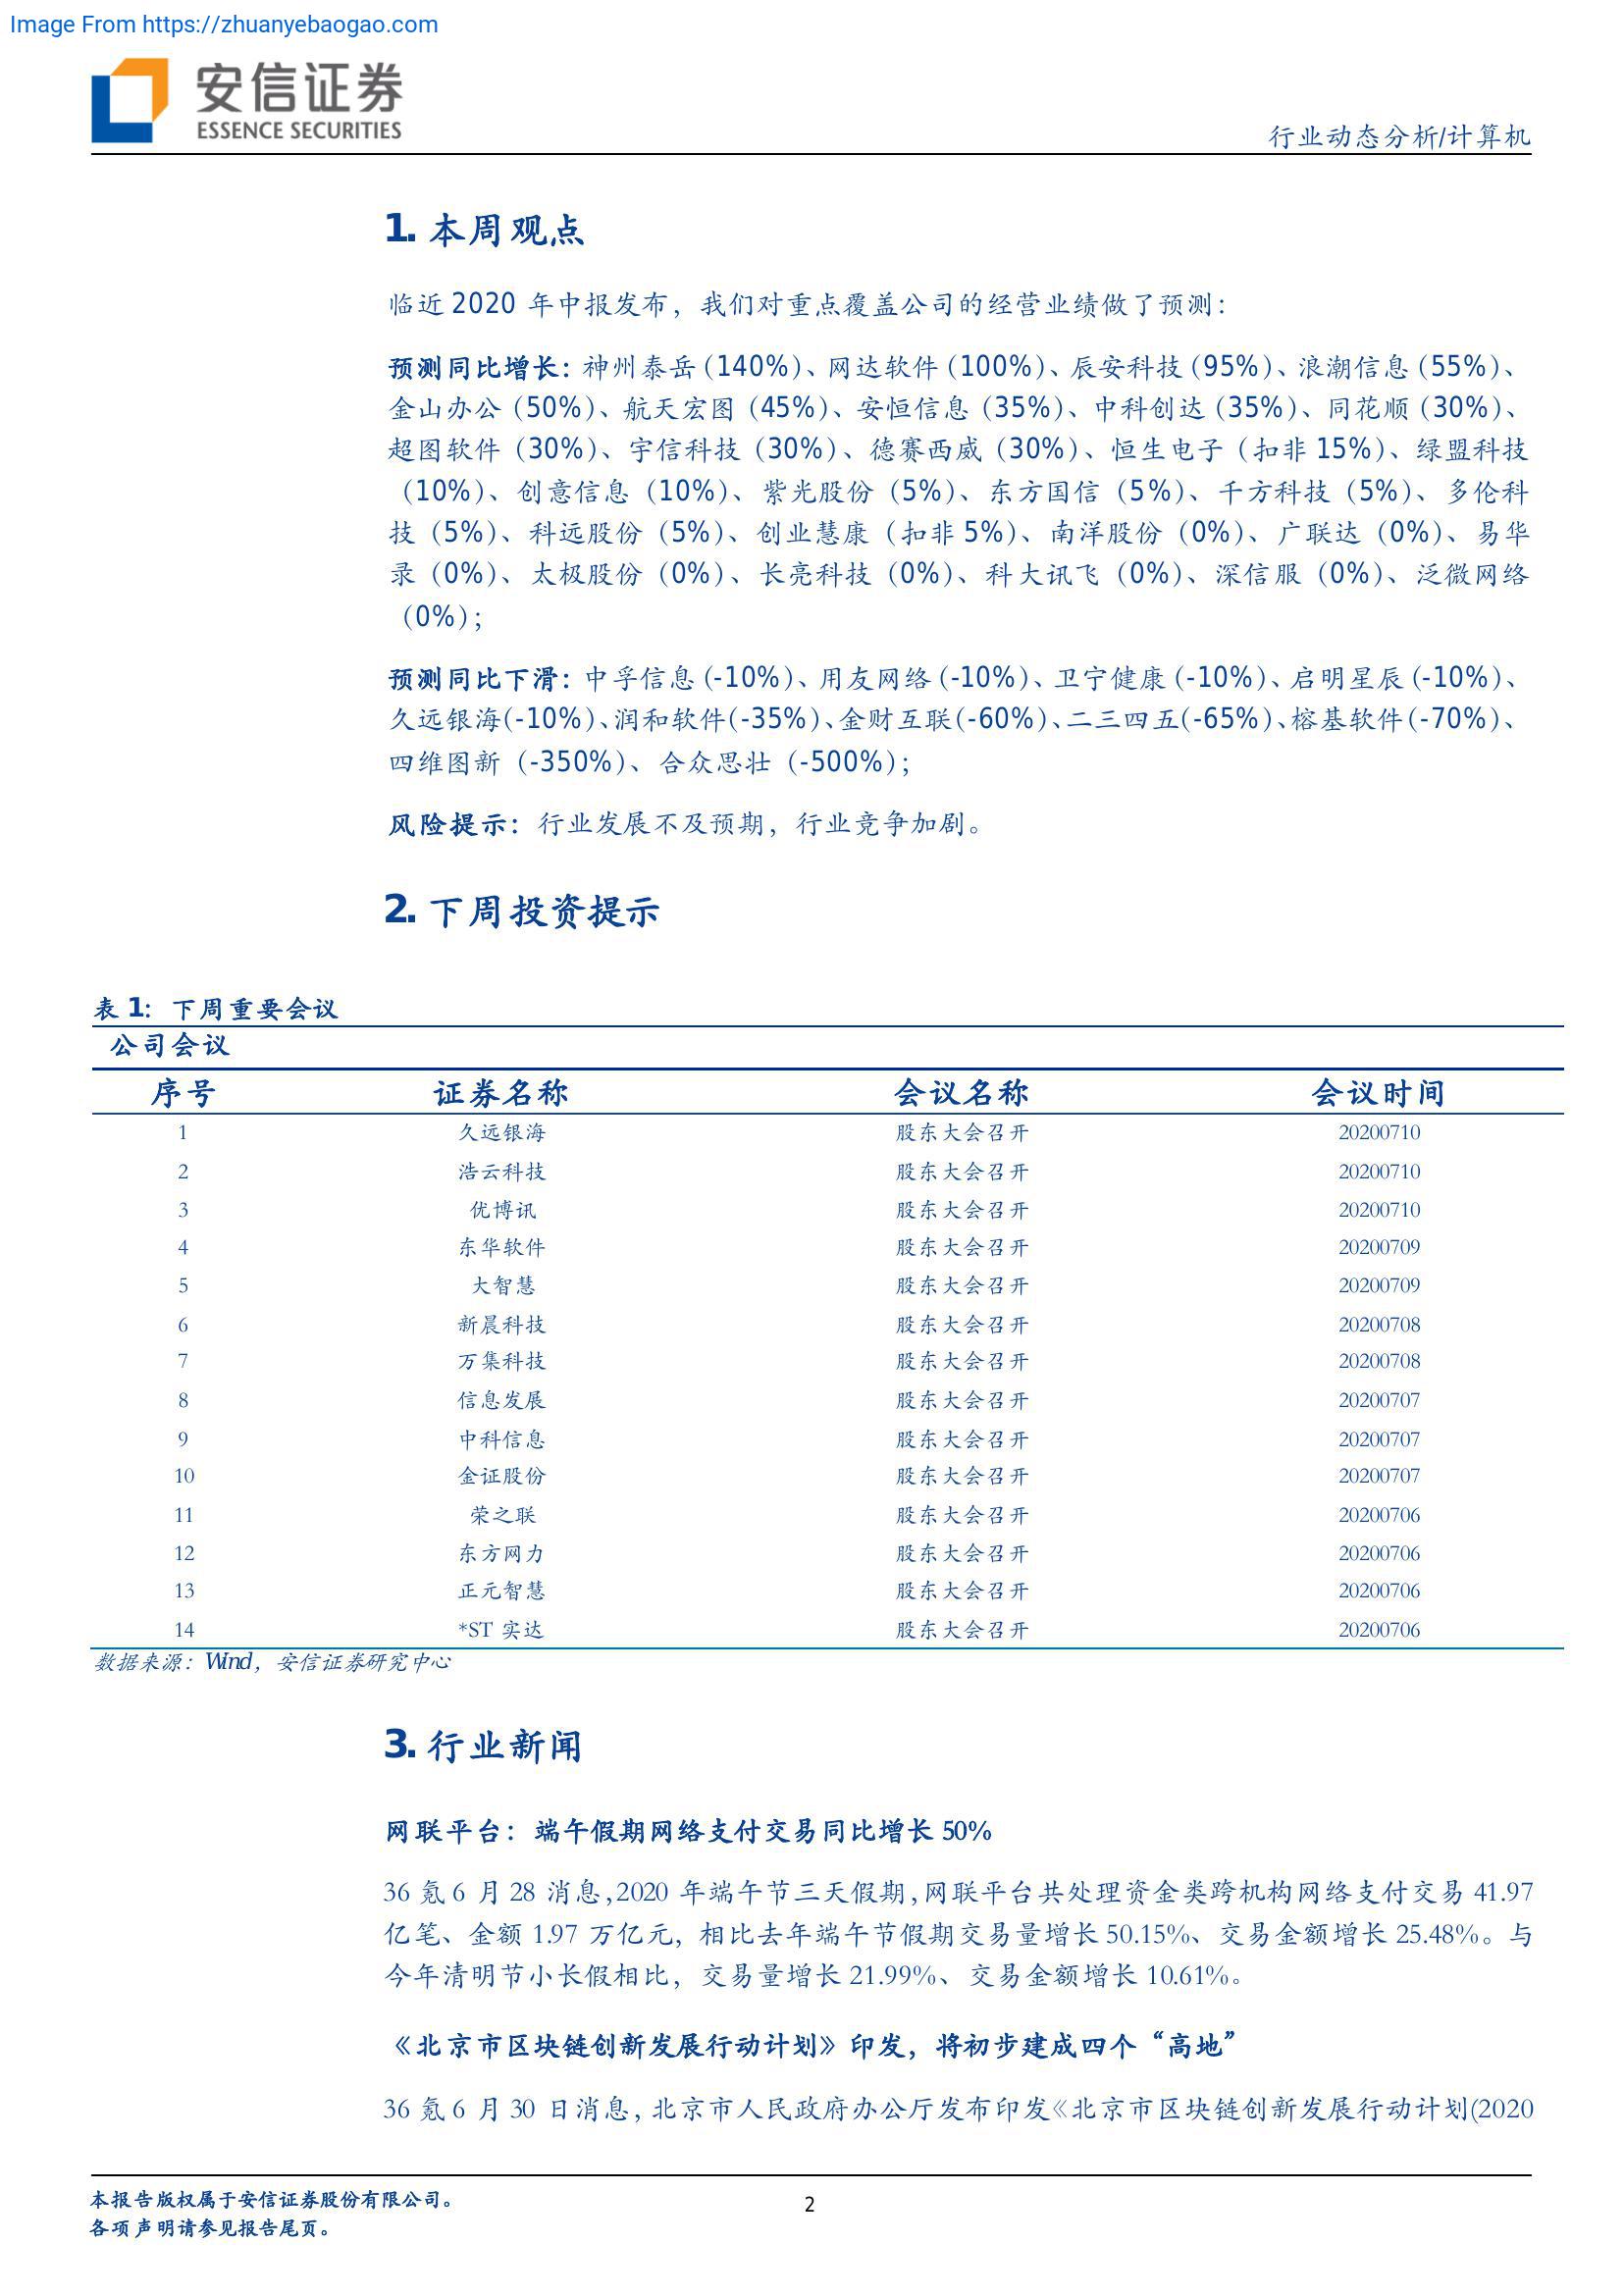 Image From https://zhuanyebaogao.com
安信证券
ESSENCE SECURITIES
行业动态分析/计算机
1. 本周观点
临近 2020 年中报发布，我们对重点覆盖公司的经营业绩做了预测：
预测同比增长：神州泰岳（140%）、网达软件（100%）、辰安科技（95%）、浪潮信息（55%）、
金山办公（50%）、航天宏图（45%）、安恒信息（35%）、中科创达（35%）、同花顺（30%）、
超图软件（30%）、宇信科技（30%）、德赛西威（30%）、恒生电子（扣非 15%）、绿盟科技
（10%）、创意信息（10%）、紫光股份（5%）、东方国信（5%）、千方科技（5%）、多伦科
技（5%）、科远股份（5%）、创业慧康（扣非 5%）、南洋股份（0%）、广联达（0%）、易华
录（0%）、太极股份（0%）、长亮科技（0%）、科大讯飞（0%）、深信服（0%）、泛微网络
（0%）；
预测同比下滑：中孚信息（-10%）、用友网络（-10%）、卫宁健康（-10%）、启明星辰（-10%）、
久远银海（-10%）、润和软件（-35%）、金财互联（-60%）、二三四五（-65%）、榕基软件（-70%）、
四维图新（-350%）、合众思壮（-500%）；
风险提示：行业发展不及预期，行业竞争加剧。
2. 下周投资提示
表 1：下周重要会议
公司会议
序号 证券名称 会议名称 会议时间
1 久远银海 股东大会召开 20200710
2 浩云科技 股东大会召开 20200710
3 优博讯 股东大会召开 20200710
4 东华软件 股东大会召开 20200709
5 大智慧 股东大会召开 20200709
6 新晨科技 股东大会召开 20200708
7 万集科技 股东大会召开 20200708
8 信息发展 股东大会召开 20200707
9 中科信息 股东大会召开 20200707
10 金证股份 股东大会召开 20200707
11 荣之联 股东大会召开 20200706
12 东方网力 股东大会召开 20200706
13 正元智慧 股东大会召开 20200706
14 *ST 实达 股东大会召开 20200706
数据来源：Wind，安信证券研究中心
3. 行业新闻
网联平台：端午假期网络支付交易同比增长 50%
36 氪 6 月 28 消息,2020 年端午节三天假期,网联平台共处理资金类跨机构网络支付交易 41.97
亿笔、金额 1.97 万亿元，相比去年端午节假期交易量增长 50.15%、交易金额增长 25.48%。与
今年清明节小长假相比，交易量增长 21.99%、交易金额增长 10.61%。
《北京市区块链创新发展行动计划》印发，将初步建成四个“高地”
36 氪 6 月 30 日消息, 北京市人民政府办公厅发布印发《北京市区块链创新发展行动计划(2020
本报告版权属于安信证券股份有限公司。
2
各项声明请参见报告尾页。